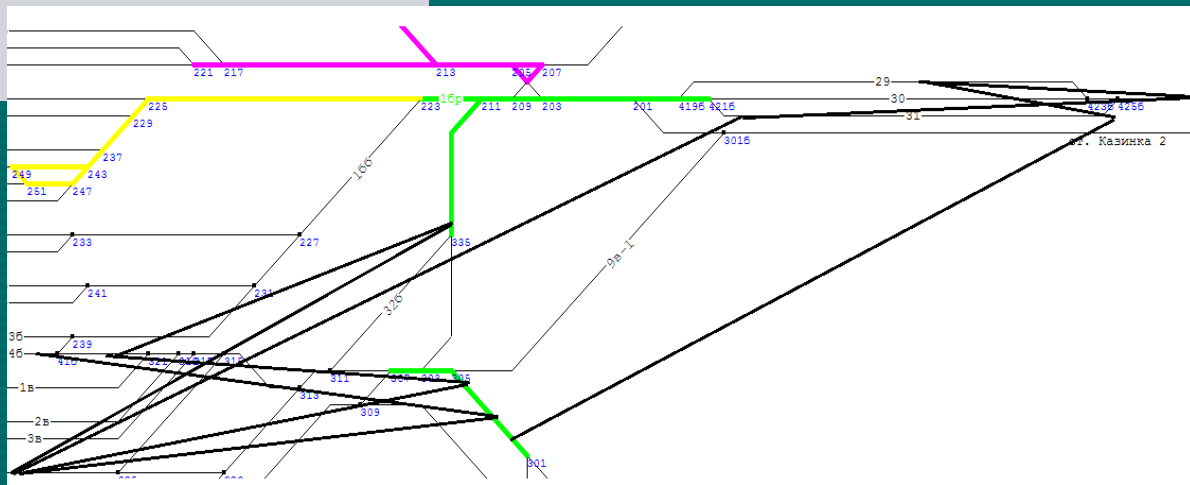 221 217 213 205 207
29
225 223 16р 211 209 203 201 419б 421б 30 423б 425б
229 31
301б ст. Казинка 2
237
249 243
251 247
16б
233 227 335
9в-1
241 231
32б
3б 239
4б 41б 321 315
311 303
1в 313
309
2в
3в
301